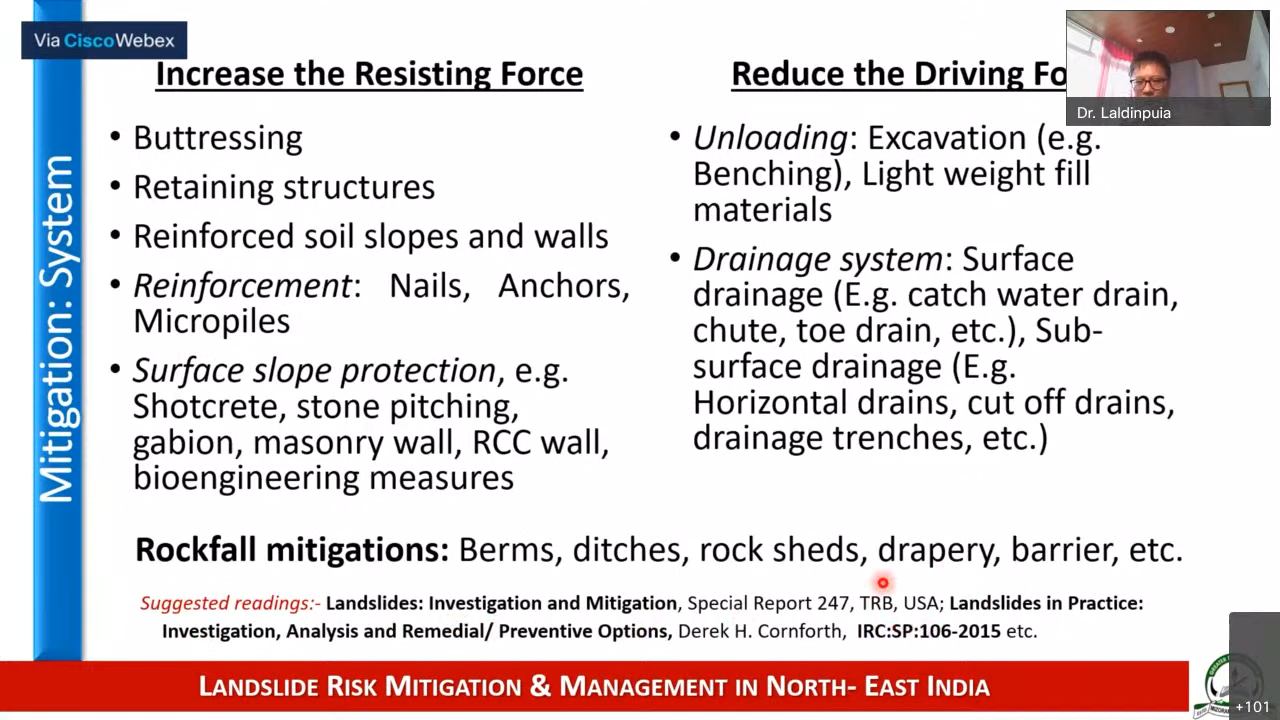 Via CiscoWebex
Increase the Resisting Force
Reduce the Driving Fo
Dr. Laldinpuia
Mitigation: System
• Buttressing
• Retaining structures
• Reinforced soil slopes and walls
• Reinforcement: Nails, Anchors,
Micropiles
• Surface slope protection, e.g.
Shotcrete, stone pitching,
gabion, masonry wall, RCC wall,
bioengineering measures
• Unloading: Excavation (e.g.
Benching), Light weight fill
materials
• Drainage system: Surface
drainage (E.g. catch water drain,
chute, toe drain, etc.), Sub-
surface drainage (E.g.
Horizontal drains, cut off drains,
drainage trenches, etc.)
Rockfall mitigations: Berms, ditches, rock sheds, drapery, barrier, etc.
Suggested readings:- Landslides: Investigation and Mitigation, Special Report 247, TRB, USA; Landslides in Practice:
Investigation, Analysis and Remedial/ Preventive Options, Derek H. Cornforth, IRC:SP:106-2015 etc.
LANDSLIDE RISK MITIGATION & MANAGEMENT IN NORTH- EAST INDIA
+101